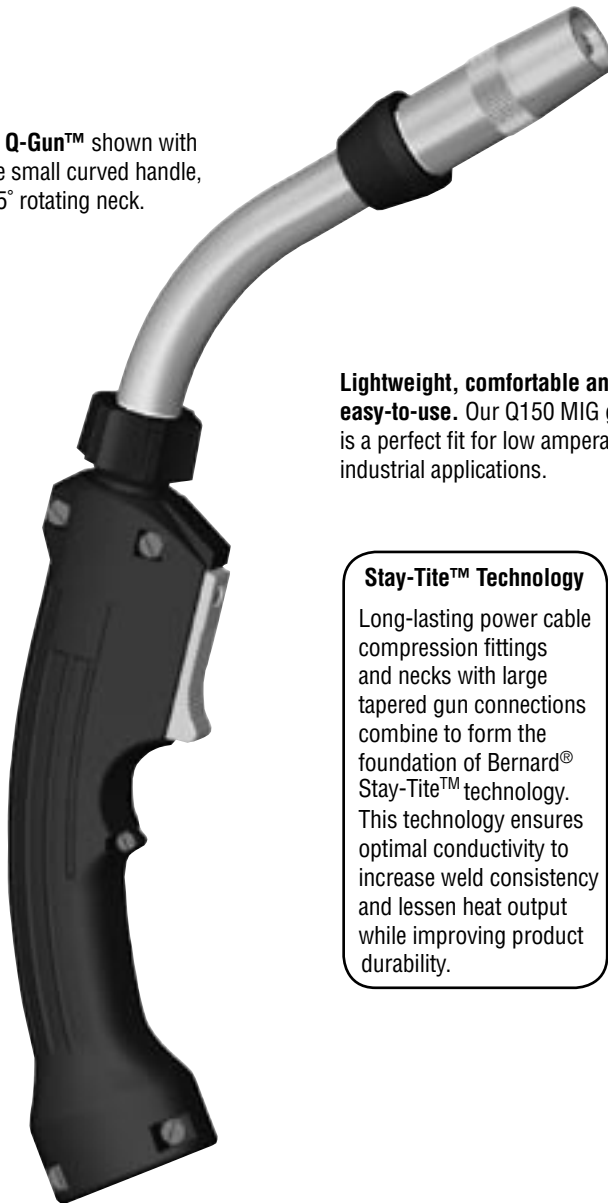 Q-Gun™ shown with
small curved handle,
rotating neck.
Lightweight, comfortable
easy-to-use. Our Q150 MIG
is a perfect fit for low
industrial applications.
Stay-Tite™ Technology
Long-lasting power cable
compression fittings
and necks with large
tapered gun connections
combine to form the
foundation of Bernard®
Stay-Tite™ technology.
This technology ensures
optimal conductivity to
increase weld consistency
and lessen heat output
while improving product
durability.